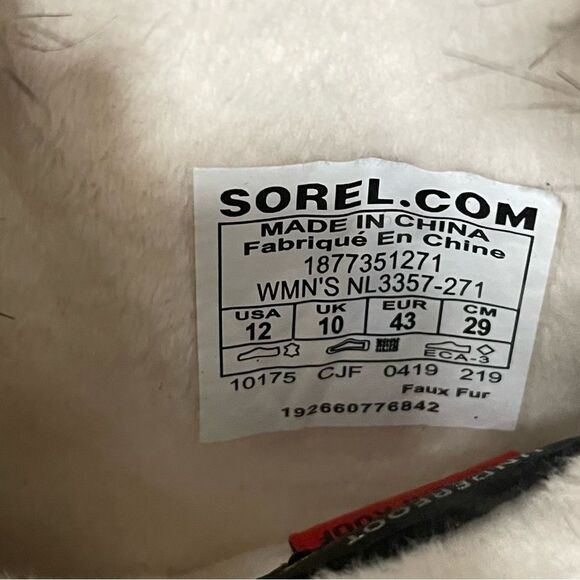 SOREL.COM
MADE IN CHINA
Fabriqué En Chine
1877351271
WMN'S NL3357-271
USA UK EUR CM
12 10 43 29
ECA-3
10175 CJF 0419 219
Faux Fur
192660776842
UNDERFOOT